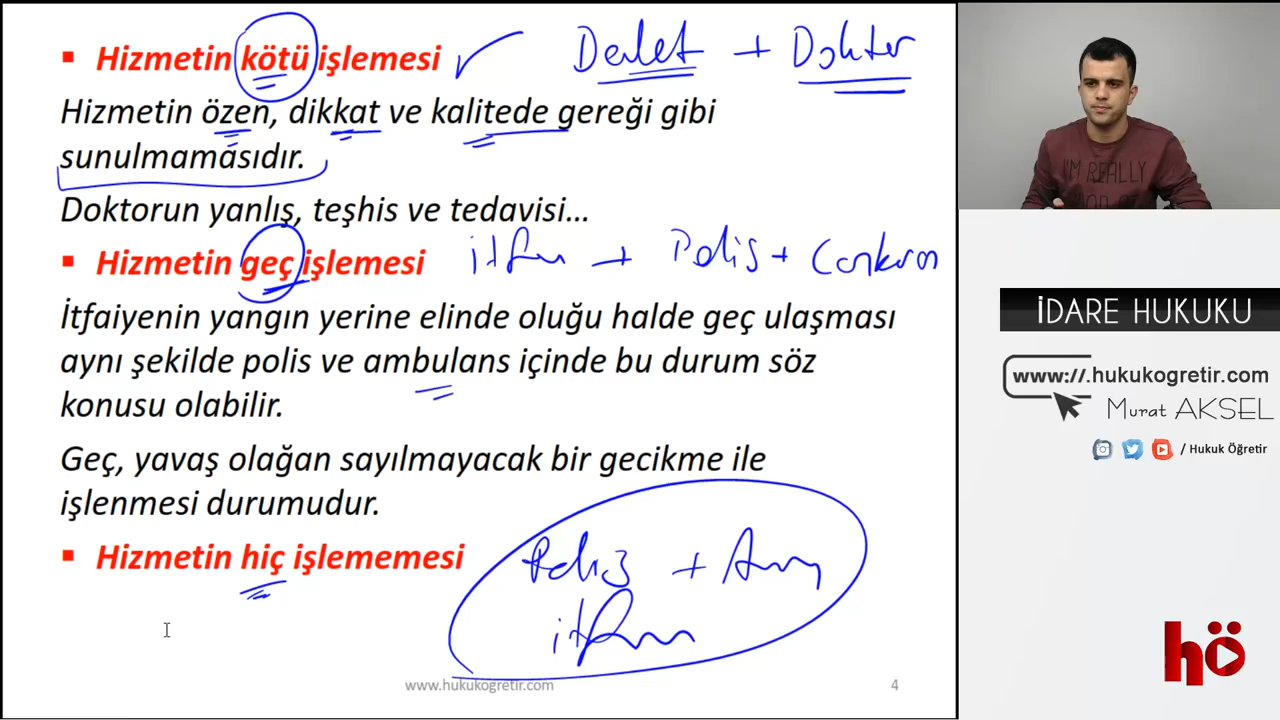 Hizmetin kötü işlemesi
Devlet + Doktor
Hizmetin özen, dikkat ve kalitede gereği gibi
sunulmamasıdır.
Doktorun yanlış, teşhis ve tedavisi...
Hizmetin geç işlemesi
+ Polis +
İtfaiyenin yangın yerine elinde oluğu halde geç ulaşması
aynı şekilde polis ve ambulans içinde bu durum söz
konusu olabilir.
Geç, yavaş olağan sayılmayacak bir gecikme ile
işlenmesi durumudur.
Hizmetin hiç işlememesi
Polis +
www.hukukogretir.com
4
I'M REALLY
İDARE HUKUKU
www://.hukukogretir.com
Murat AKSEL
/ Hukuk Öğretir
hö